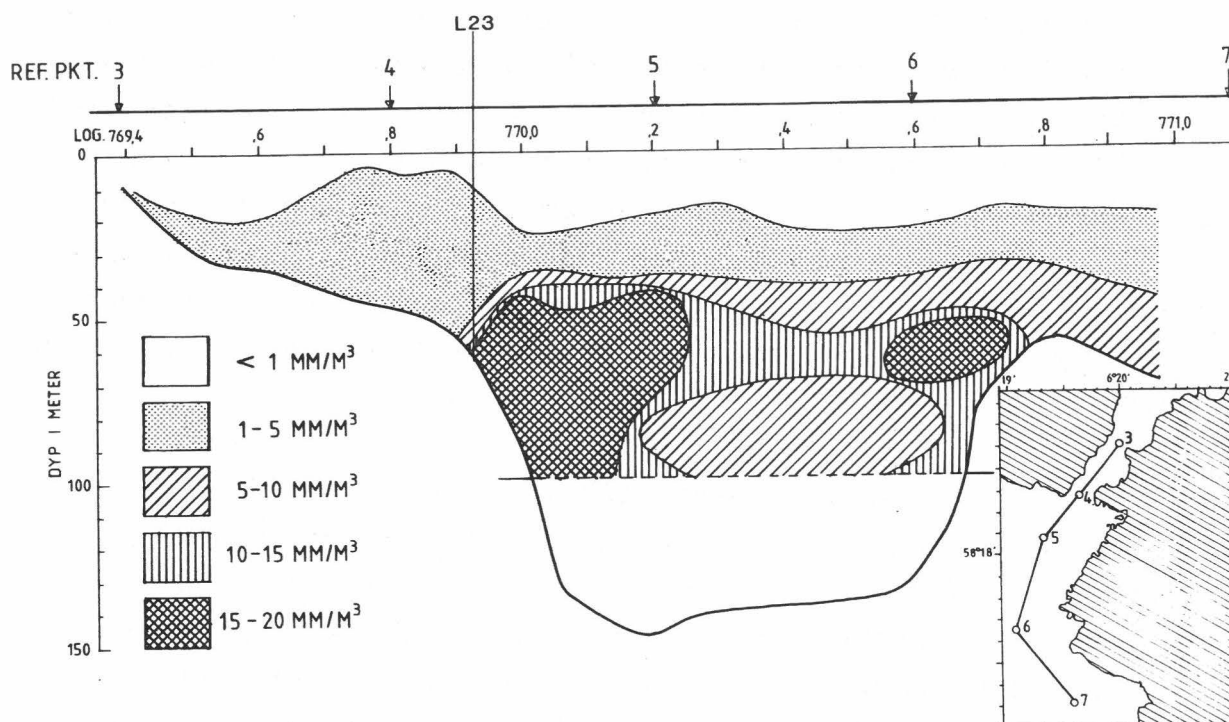 L23
REF. PKT. 3 4 5 6 7
LOG. 769,4 ,6 ,8 770,0 ,2 ,4 ,6 ,8 771,0
0
50
100
150
DYP I METER
< 1 MM/M³
1-5 MM/M³
5-10 MM/M³
10-15 MM/M³
15-20 MM/M³
19' 6°20' 2
58°18'
3
4
5
6
7